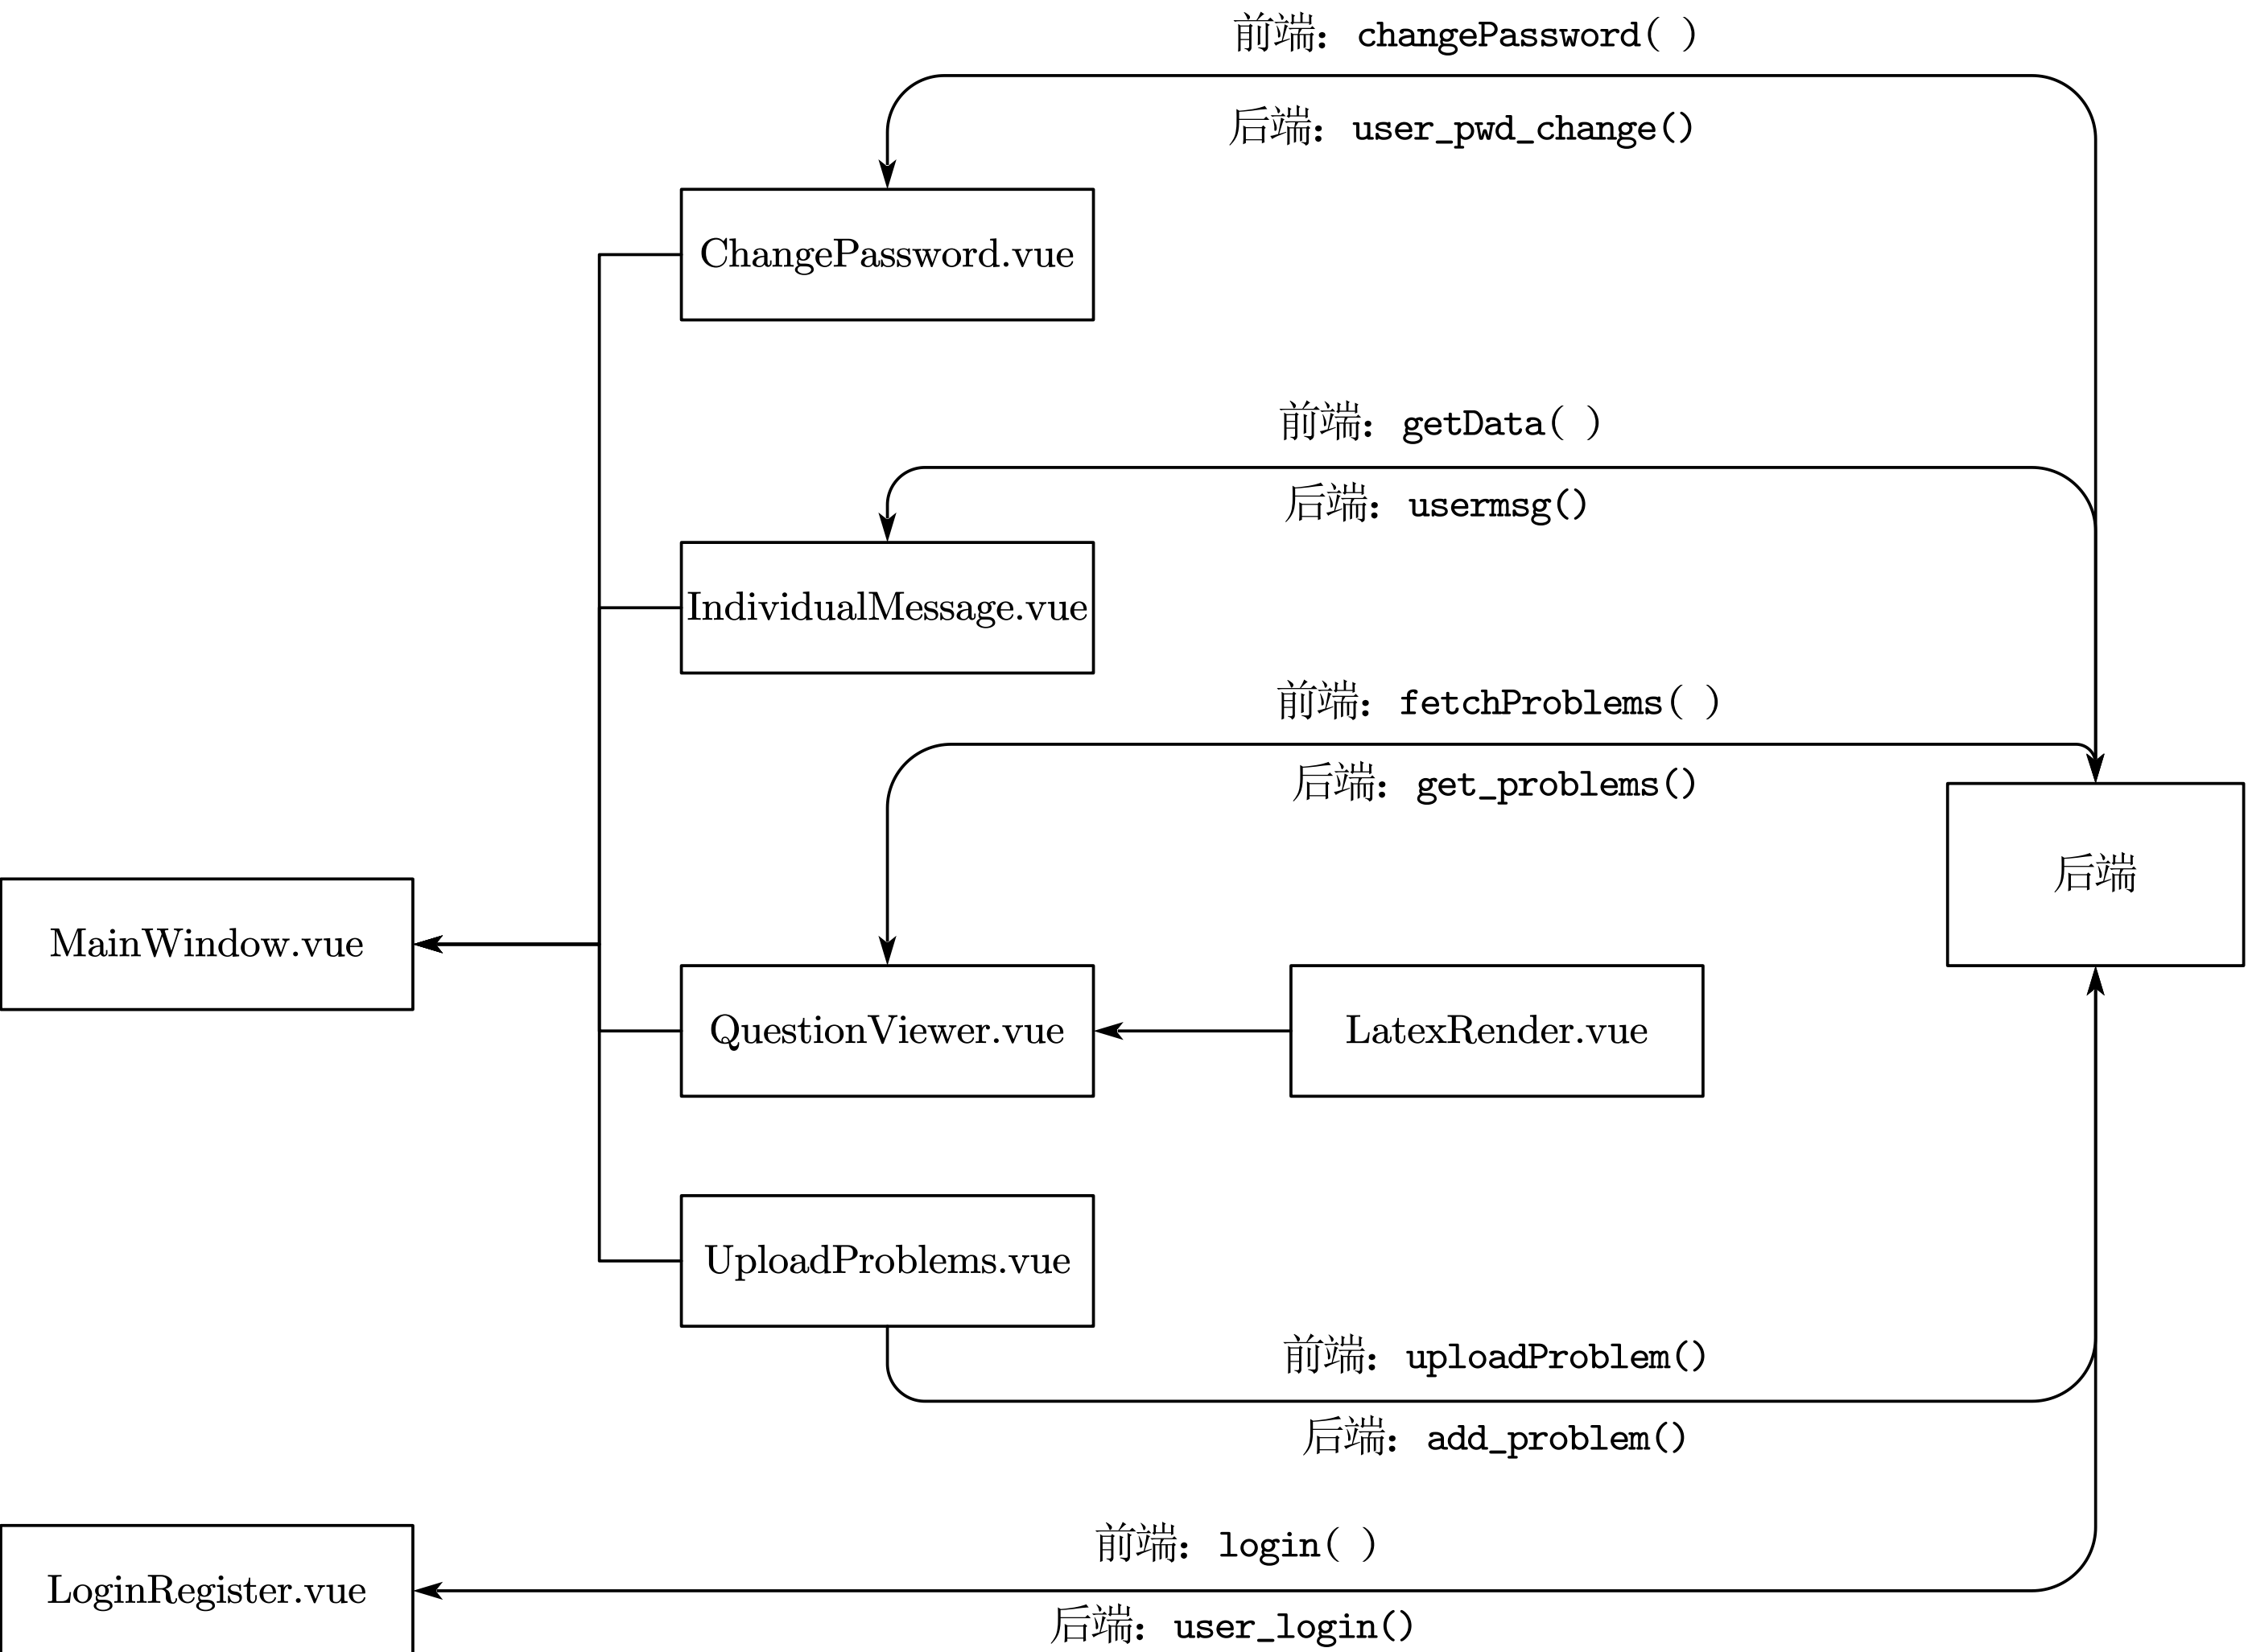 前端：changePassword( )
后端：user_pwd_change()
ChangePassword.vue
前端：getData( )
后端：usermsg()
IndividualMessage.vue
前端：fetchProblems( )
后端：get_problems()
后端
MainWindow.vue
QuestionViewer.vue
LatexRender.vue
UploadProblems.vue
前端：uploadProblem()
后端：add_problem()
前端：login( )
LoginRegister.vue
后端：user_login()